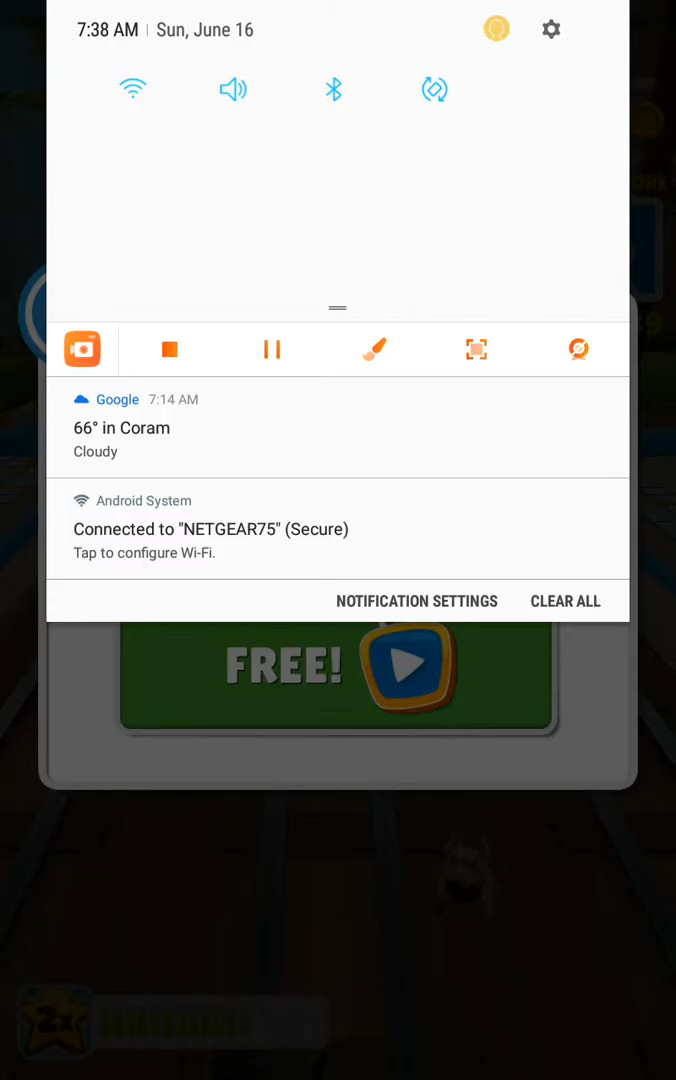 7:38 AM | Sun, June 16
Google 7:14 AM
66° in Coram
Cloudy
Android System
Connected to "NETGEAR75" (Secure)
Tap to configure Wi-Fi.
NOTIFICATION SETTINGS CLEAR ALL
FREE!
2x